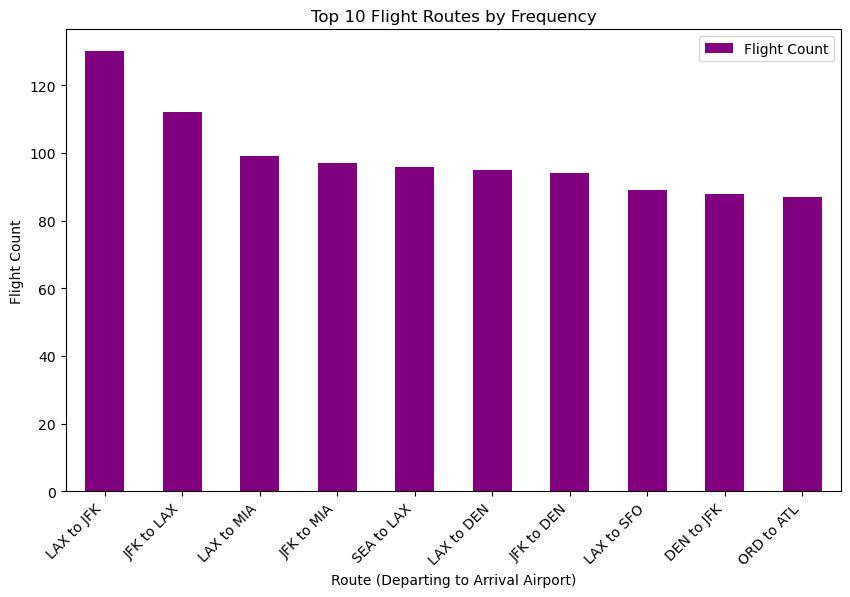 Top 10 Flight Routes by Frequency
Flight Count
120
100
80
60
40
20
0
Flight Count
LAX to JFK
JFK to LAX
LAX to MIA
JFK to MIA
SEA to LAX
LAX to DEN
JFK to DEN
LAX to SFO
DEN to JFK
ORD to ATL
Route (Departing to Arrival Airport)